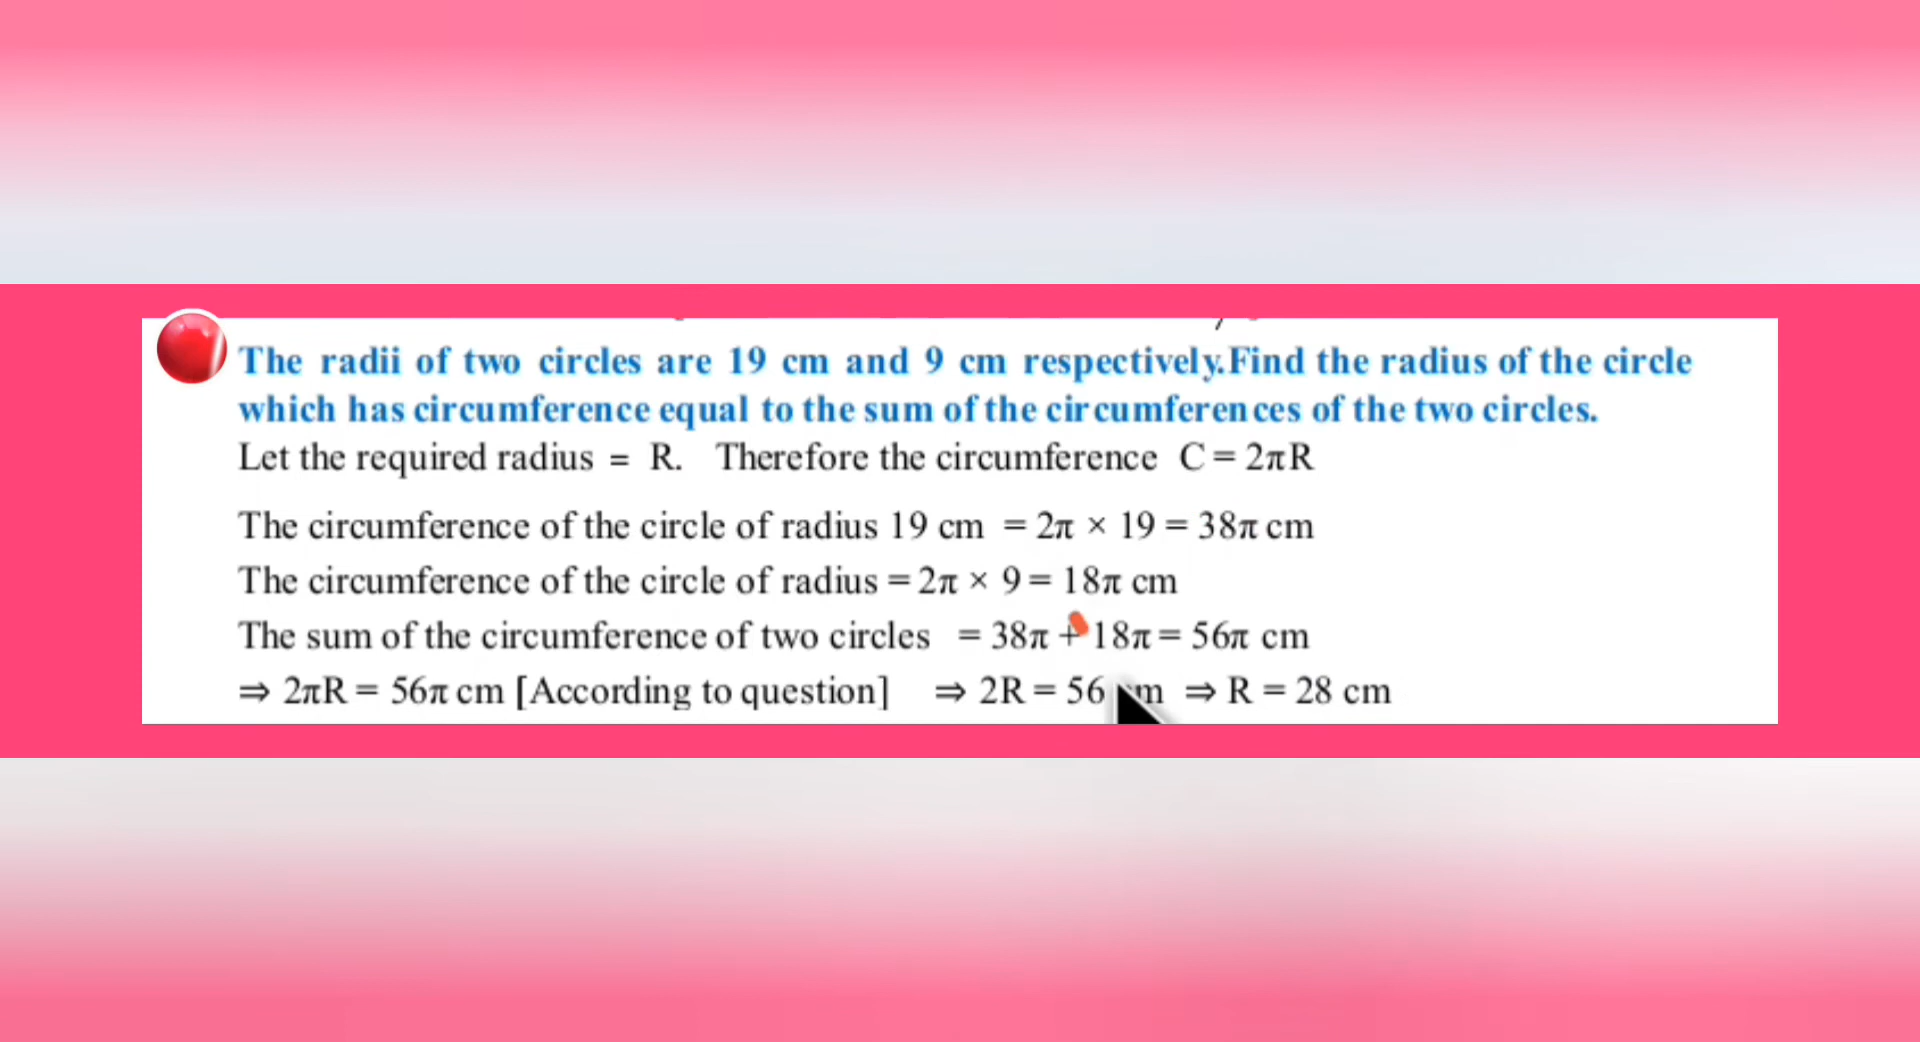 The radii of two circles are 19 cm and 9 cm respectively.Find the radius of the circle
which has circumference equal to the sum of the circumferences of the two circles.
Let the required radius = R. Therefore the circumference C = 2πR
The circumference of the circle of radius 19 cm = 2π × 19 = 38π cm
The circumference of the circle of radius = 2π × 9 = 18π cm
The sum of the circumference of two circles = 38π + 18π = 56π cm
⇒ 2πR = 56π cm [According to question] ⇒ 2R = 56 ⇒ R = 28 cm